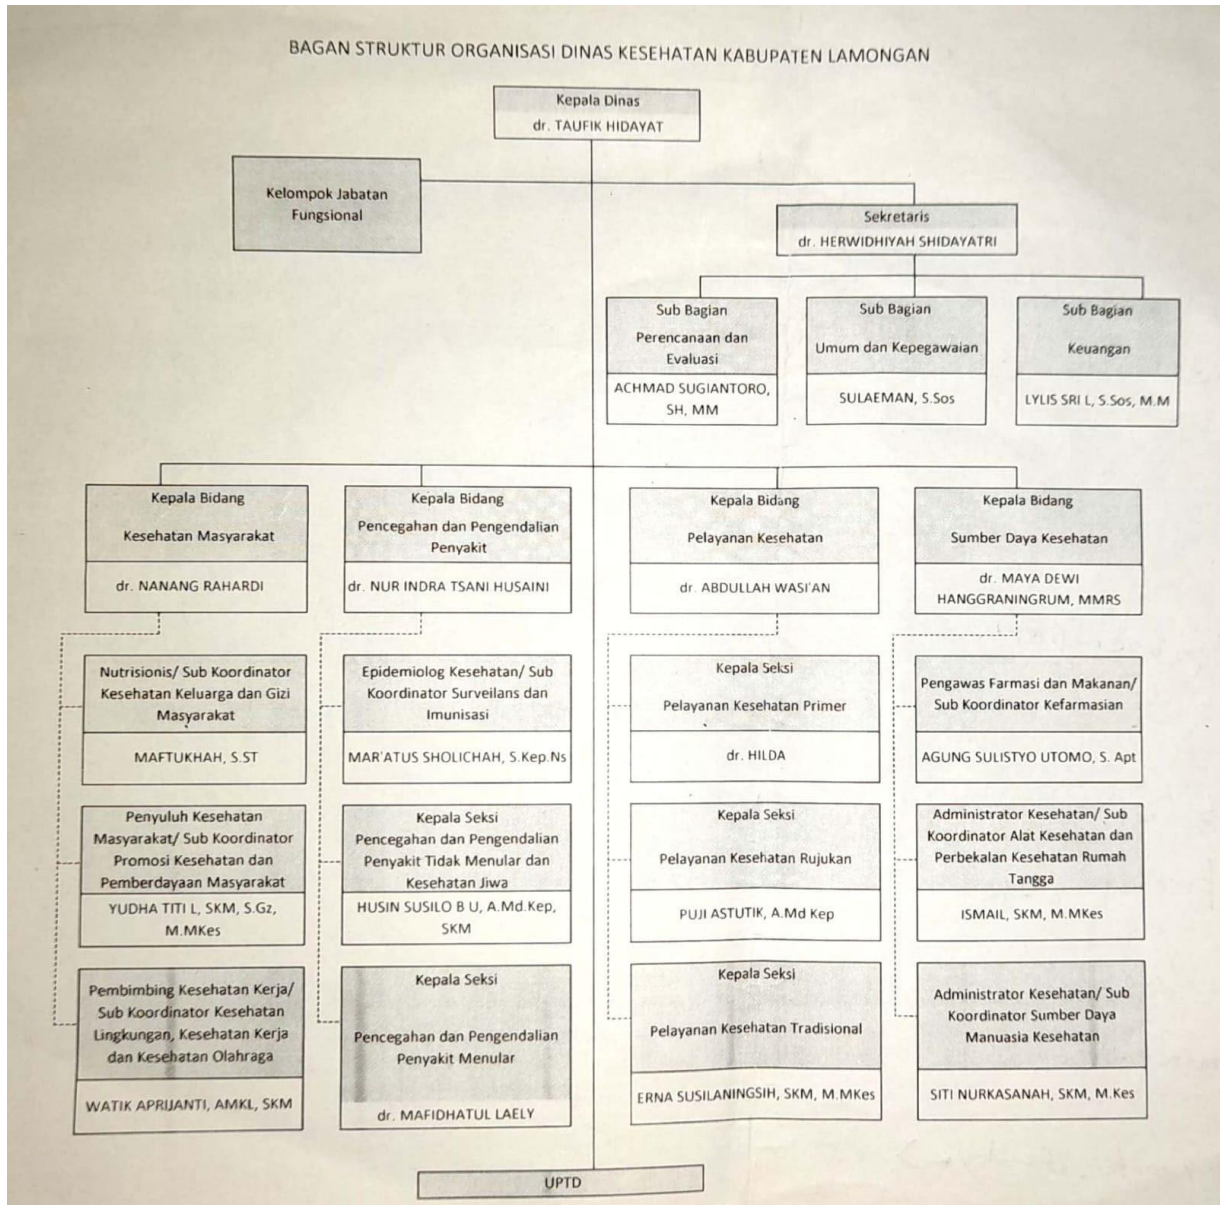 BAGAN STRUKTUR ORGANISASI DINAS KESEHATAN KABUPATEN LAMONGAN
Kepala Dinas
dr. TAUFIK HIDAYAT
Kelompok Jabatan
Fungsional
Sekretaris
dr. HERWIDHIYAH SHIDAYATRI
Sub Bagian
Perencanaan dan
Evaluasi
ACHMAD SUGIANTORO,
SH, MM
Sub Bagian
Umum dan Kepegawaian
SULAEMAN, S.Sos
Sub Bagian
Keuangan
LYLIS SRI L, S.Sos, M.M
Kepala Bidang
Kesehatan Masyarakat
dr. NANANG RAHARDI
Kepala Bidang
Pencegahan dan Pengendalian
Penyakit
dr. NUR INDRA TSANI HUSAINI
Kepala Bidang
Pelayanan Kesehatan
dr. ABDULLAH WASI'AN
Kepala Bidang
Sumber Daya Kesehatan
dr. MAYA DEWI
HANGGRANINGRUM, MMRS
Nutrisionis/ Sub Koordinator
Kesehatan Keluarga dan Gizi
Masyarakat
MAFTUKHAH, S.ST
Epidemiolog Kesehatan/ Sub
Koordinator Surveilans dan
Imunisasi
MAR'ATUS SHOLICHAH, S.Kep.Ns
Kepala Seksi
Pelayanan Kesehatan Primer
dr. HILDA
Pengawas Farmasi dan Makanan/
Sub Koordinator Kefarmasian
AGUNG SULISTYO UTOMO, S. Apt
Penyuluh Kesehatan
Masyarakat/ Sub Koordinator
Promosi Kesehatan dan
Pemberdayaan Masyarakat
YUDHA TITI L, SKM, S.Gz,
M.MKes
Kepala Seksi
Pencegahan dan Pengendalian
Penyakit Tidak Menular dan
Kesehatan Jiwa
HUSIN SUSILO B U, A.Md.Kep,
SKM
Kepala Seksi
Pelayanan Kesehatan Rujukan
PUJI ASTUTIK, A.Md Kep
Administrator Kesehatan/ Sub
Koordinator Alat Kesehatan dan
Perbekalan Kesehatan Rumah
Tangga
ISMAIL, SKM, M.MKes
Pembimbing Kesehatan Kerja/
Sub Koordinator Kesehatan
Lingkungan, Kesehatan Kerja
dan Kesehatan Olahraga
WATIK APRIJANTI, AMKL, SKM
Kepala Seksi
Pencegahan dan Pengendalian
Penyakit Menular
dr. MAFIDHATUL LAELY
Kepala Seksi
Pelayanan Kesehatan Tradisional
ERNA SUSILANINGSIH, SKM, M.MKes
Administrator Kesehatan/ Sub
Koordinator Sumber Daya
Manuasia Kesehatan
SITI NURKASANAH, SKM, M.Kes
UPTD